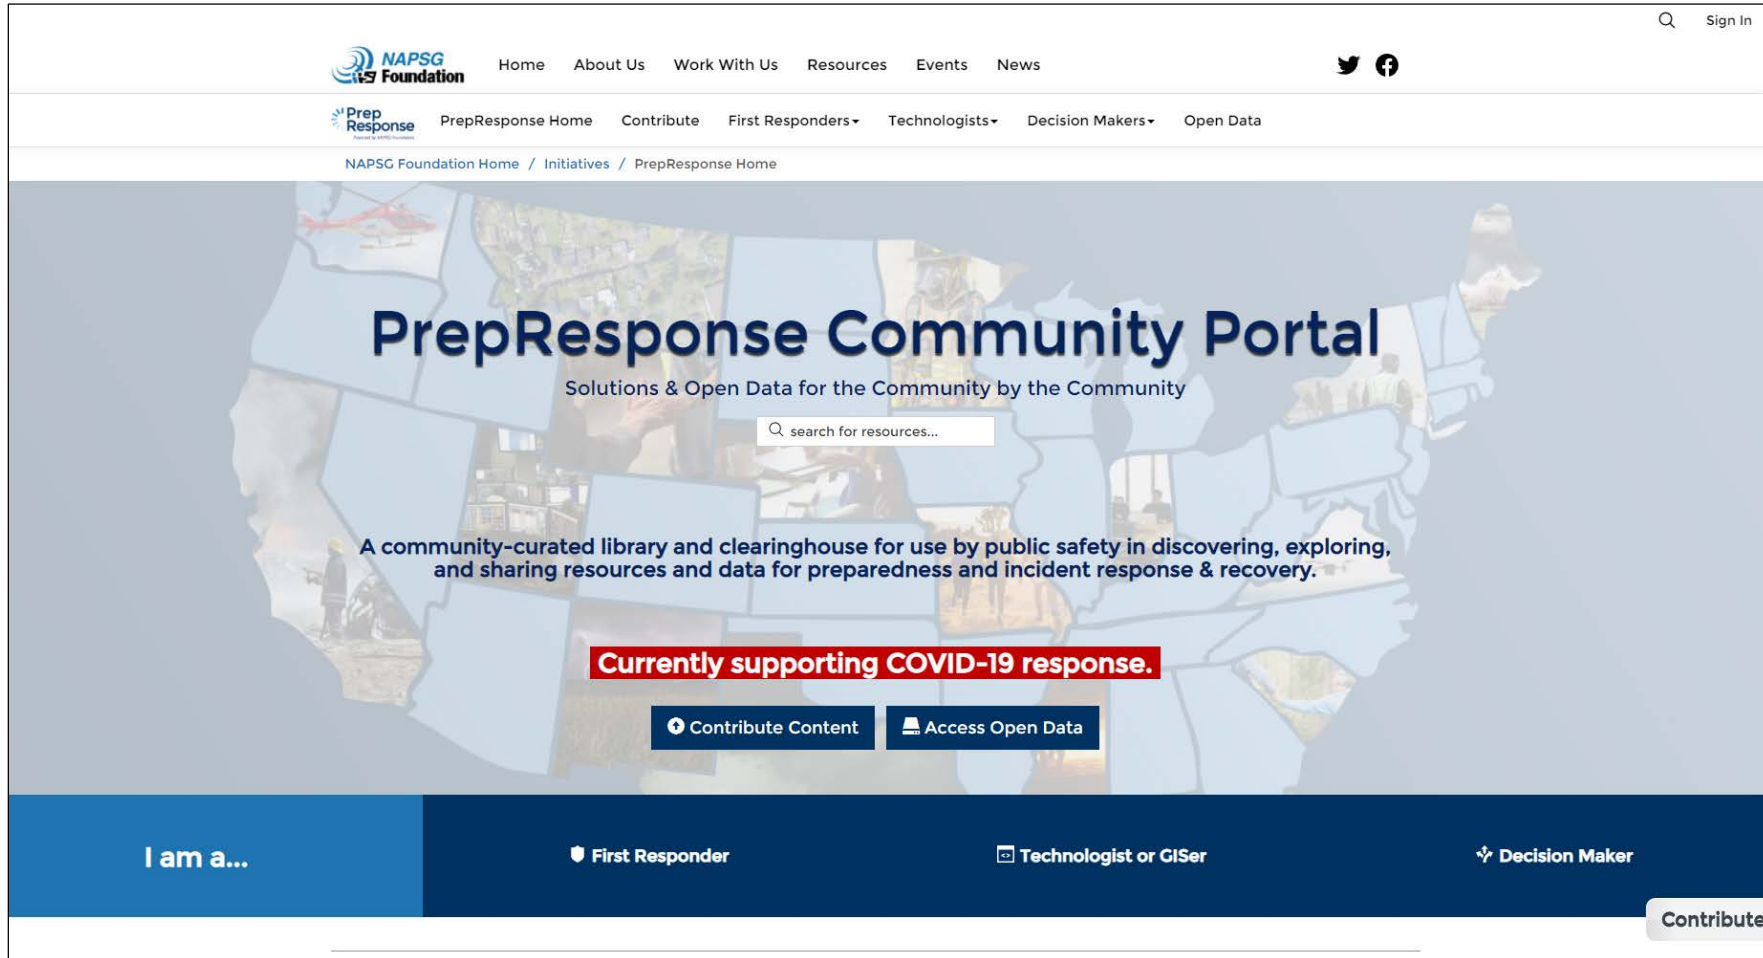 Sign In
NAPSG
Foundation
Home About Us Work With Us Resources Events News
Prep
Response
Powered by NAPSG Foundation
PrepResponse Home Contribute First Responders Technologists Decision Makers Open Data
NAPSG Foundation Home / Initiatives / PrepResponse Home
PrepResponse Community Portal
Solutions & Open Data for the Community by the Community
search for resources...
A community-curated library and clearinghouse for use by public safety in discovering, exploring,
and sharing resources and data for preparedness and incident response & recovery.
Currently supporting COVID-19 response.
Contribute Content Access Open Data
I am a... First Responder Technologist or GISer Decision Maker
Contribute